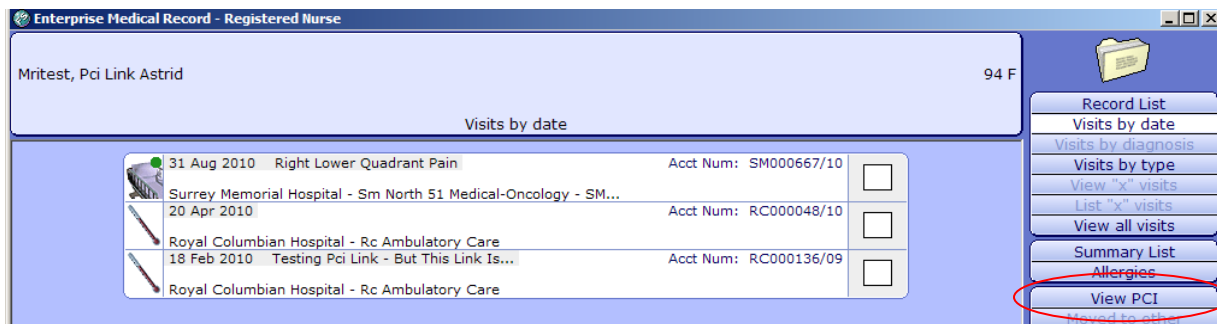 Enterprise Medical Record - Registered Nurse
Mritest, Pci Link Astrid 94 F
Visits by date
31 Aug 2010 Right Lower Quadrant Pain Acct Num: SM000667/10
Surrey Memorial Hospital - Sm North 51 Medical-Oncology - SM...
20 Apr 2010 Acct Num: RC000048/10
Royal Columbian Hospital - Rc Ambulatory Care
18 Feb 2010 Testing Pci Link - But This Link Is... Acct Num: RC000136/09
Royal Columbian Hospital - Rc Ambulatory Care
Record List
Visits by date
Visits by diagnosis
Visits by type
View "x" visits
List "x" visits
View all visits
Summary List
Allergies
View PCI
Moved to other